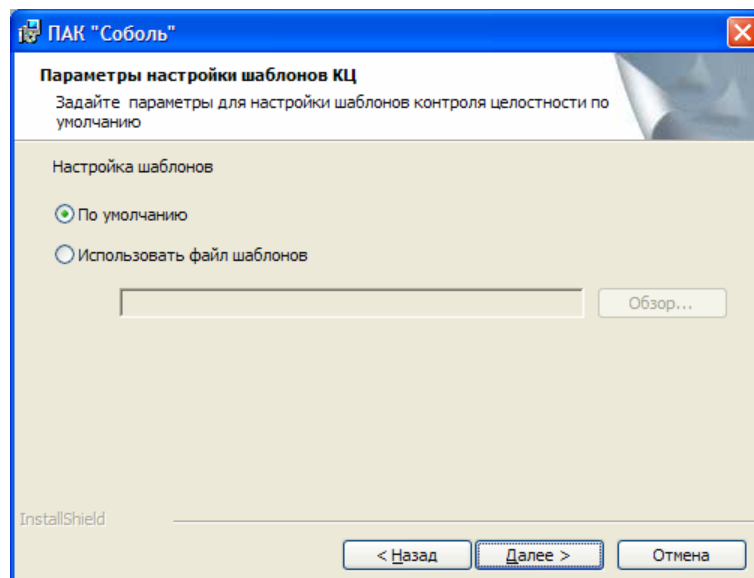 ПАК "Соболь"
Параметры настройки шаблонов КЦ
Задайте параметры для настройки шаблонов контроля целостности по
умолчанию
Настройка шаблонов
По умолчанию
Использовать файл шаблонов
Обзор...
InstallShield
< Назад
Далее >
Отмена